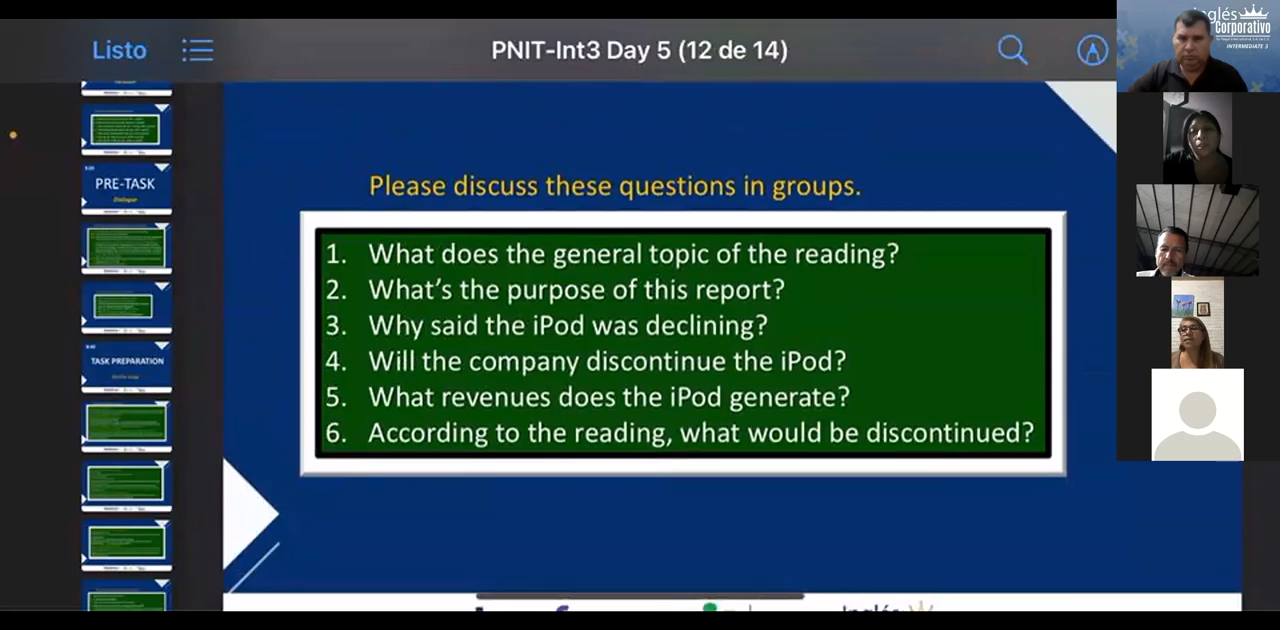 Listo
PNIT-Int3 Day 5 (12 de 14)
inglés
Corporativo
INTERMEDIATE 3
PRE-TASK
Dialogue
TASK PREPARATION
Please discuss these questions in groups.
1. What does the general topic of the reading?
2. What's the purpose of this report?
3. Why said the iPod was declining?
4. Will the company discontinue the iPod?
5. What revenues does the iPod generate?
6. According to the reading, what would be discontinued?